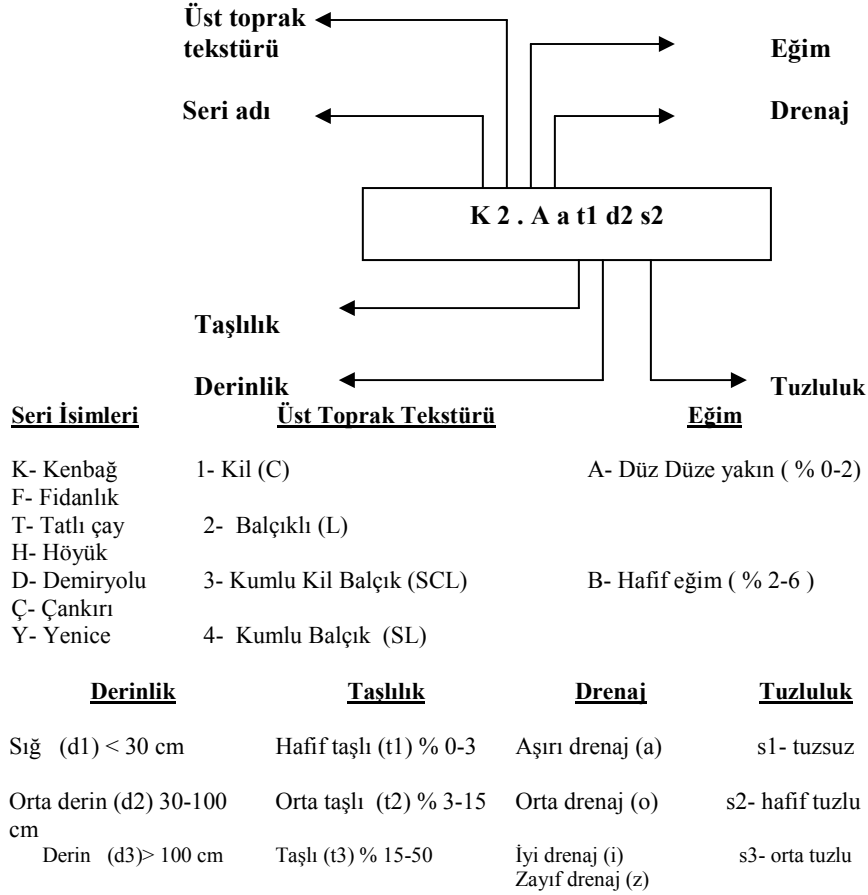 Üst toprak
tekstürü
Eğim
Seri adı
Drenaj
K 2 . A a t1 d2 s2
Taşlılık
Derinlik
Tuzluluk
Seri İsimleri Üst Toprak Tekstürü Eğim
K- Kenbağ 1- Kil (C) A- Düz Düze yakın ( % 0-2)
F- Fidanlık
T- Tatlı çay 2- Balçıklı (L)
H- Höyük
D- Demiryolu 3- Kumlu Kil Balçık (SCL) B- Hafif eğim ( % 2-6 )
Ç- Çankırı
Y- Yenice 4- Kumlu Balçık (SL)
Derinlik Taşlılık Drenaj Tuzluluk
Sığ (d1) < 30 cm Hafif taşlı (t1) % 0-3 Aşırı drenaj (a) s1- tuzsuz
Orta derin (d2) 30-100 Orta taşlı (t2) % 3-15 Orta drenaj (o) s2- hafif tuzlu
cm
Derin (d3)> 100 cm Taşlı (t3) % 15-50 İyi drenaj (i) s3- orta tuzlu
Zayıf drenaj (z)